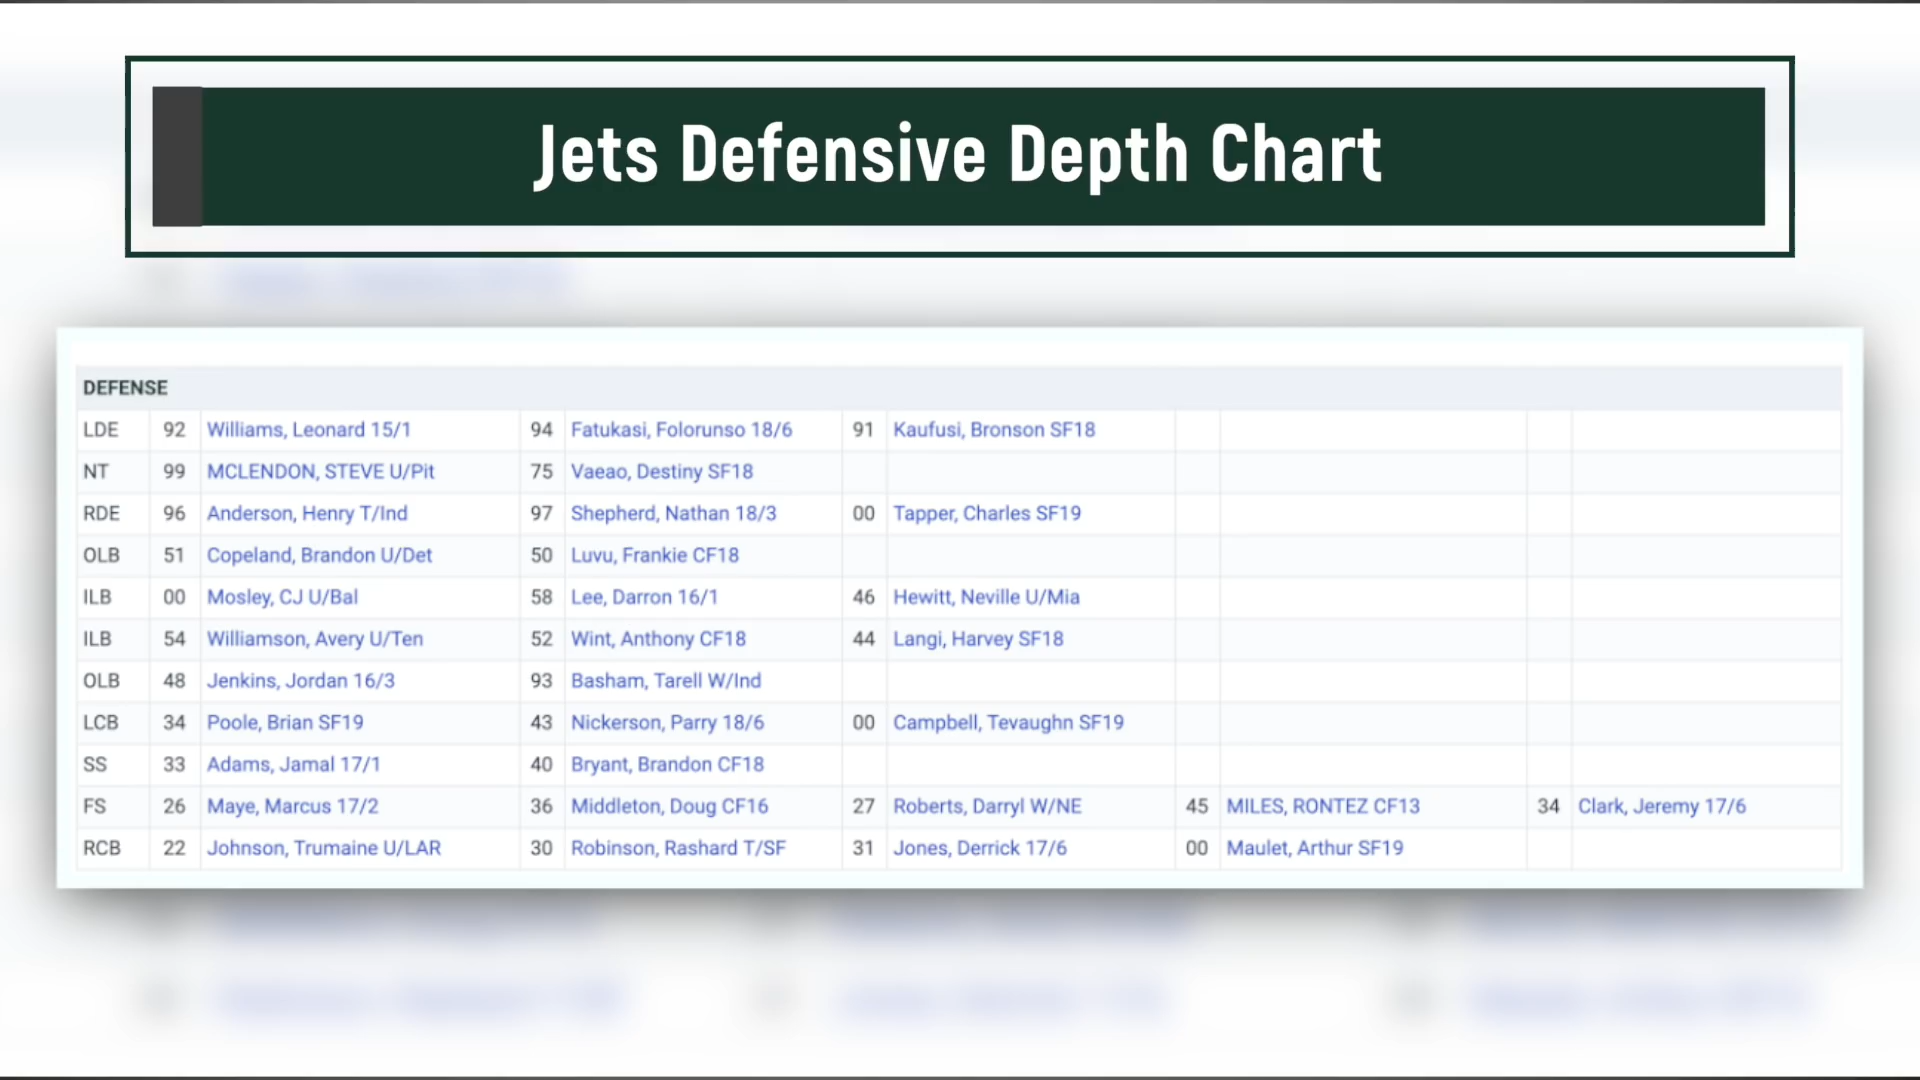 Jets Defensive Depth Chart
DEFENSE
LDE 92 Williams, Leonard 15/1 94 Fatukasi, Folorunso 18/6 91 Kaufusi, Bronson SF18
NT 99 MCLENDON, STEVE U/Pit 75 Vaeao, Destiny SF18
RDE 96 Anderson, Henry T/Ind 97 Shepherd, Nathan 18/3 00 Tapper, Charles SF19
OLB 51 Copeland, Brandon U/Det 50 Luvu, Frankie CF18
ILB 00 Mosley, CJ U/Bal 58 Lee, Darron 16/1 46 Hewitt, Neville U/Mia
ILB 54 Williamson, Avery U/Ten 52 Wint, Anthony CF18 44 Langi, Harvey SF18
OLB 48 Jenkins, Jordan 16/3 93 Basham, Tarell W/Ind
LCB 34 Poole, Brian SF19 43 Nickerson, Parry 18/6 00 Campbell, Tevaughn SF19
SS 33 Adams, Jamal 17/1 40 Bryant, Brandon CF18
FS 26 Maye, Marcus 17/2 36 Middleton, Doug CF16 27 Roberts, Darryl W/NE 45 MILES, RONTEZ CF13 34 Clark, Jeremy 17/6
RCB 22 Johnson, Trumaine U/LAR 30 Robinson, Rashard T/SF 31 Jones, Derrick 17/6 00 Maulet, Arthur SF19